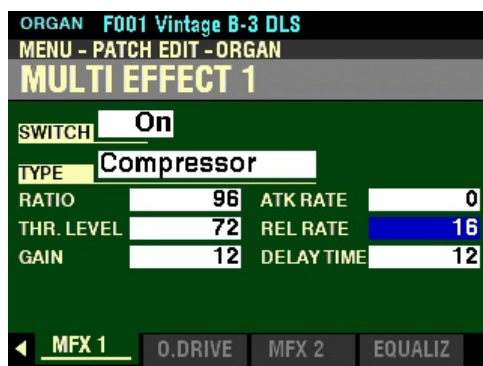 ORGAN F001 Vintage B-3 DLS
MENU - PATCH EDIT - ORGAN
MULTI EFFECT 1
SWITCH On
TYPE Compressor
RATIO 96 ATK RATE 0
THR. LEVEL 72 REL RATE 16
GAIN 12 DELAY TIME 12
MFX 1 O.DRIVE MFX 2 EQUALIZ